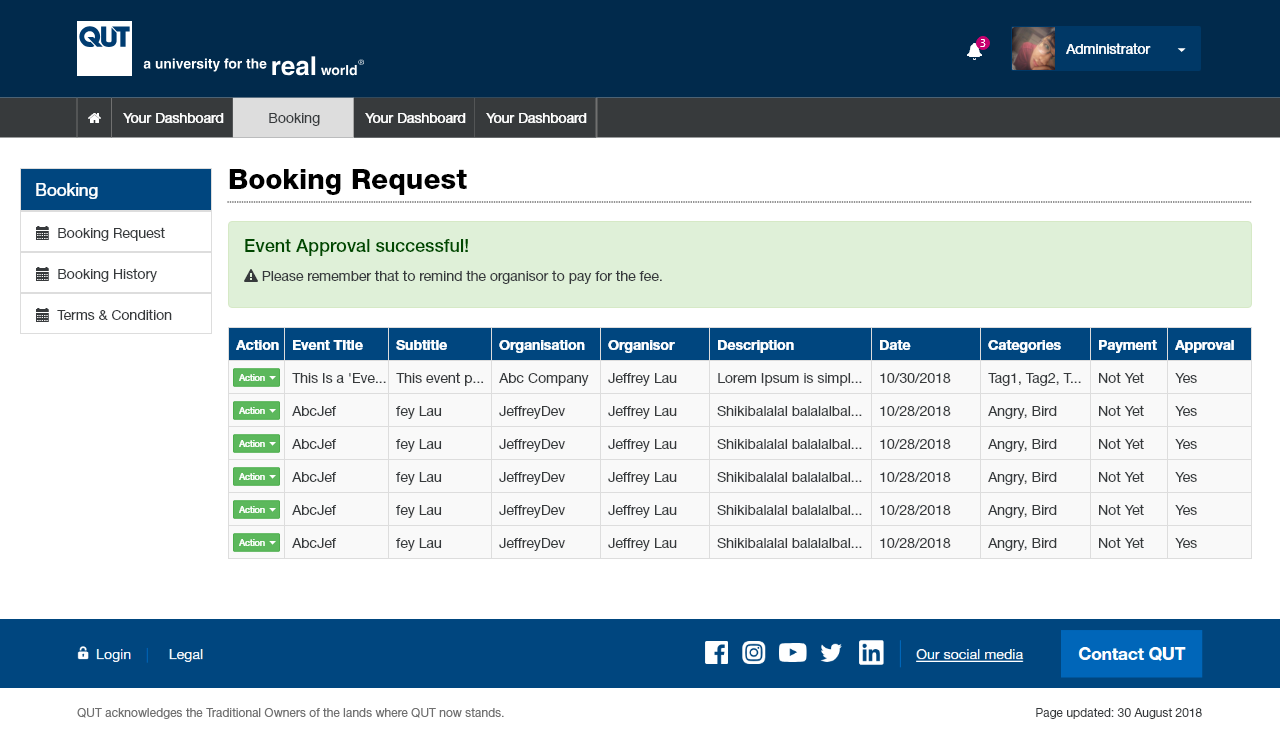 QUT
a university for the real world®
3
Administrator
Your Dashboard Booking Your Dashboard Your Dashboard
Booking
Booking Request
Booking History
Terms & Condition
Booking Request
Event Approval successful!
Please remember that to remind the organisor to pay for the fee.
Action Event Title Subtitle Organisation Organisor Description Date Categories Payment Approval
Action This Is a 'Eve... This event p... Abc Company Jeffrey Lau Lorem Ipsum is simpl... 10/30/2018 Tag1, Tag2, T... Not Yet Yes
Action AbcJef fey Lau JeffreyDev Jeffrey Lau Shikibalalal balalalbal... 10/28/2018 Angry, Bird Not Yet Yes
Action AbcJef fey Lau JeffreyDev Jeffrey Lau Shikibalalal balalalbal... 10/28/2018 Angry, Bird Not Yet Yes
Action AbcJef fey Lau JeffreyDev Jeffrey Lau Shikibalalal balalalbal... 10/28/2018 Angry, Bird Not Yet Yes
Action AbcJef fey Lau JeffreyDev Jeffrey Lau Shikibalalal balalalbal... 10/28/2018 Angry, Bird Not Yet Yes
Action AbcJef fey Lau JeffreyDev Jeffrey Lau Shikibalalal balalalbal... 10/28/2018 Angry, Bird Not Yet Yes
Login Legal Our social media Contact QUT
QUT acknowledges the Traditional Owners of the lands where QUT now stands. Page updated: 30 August 2018